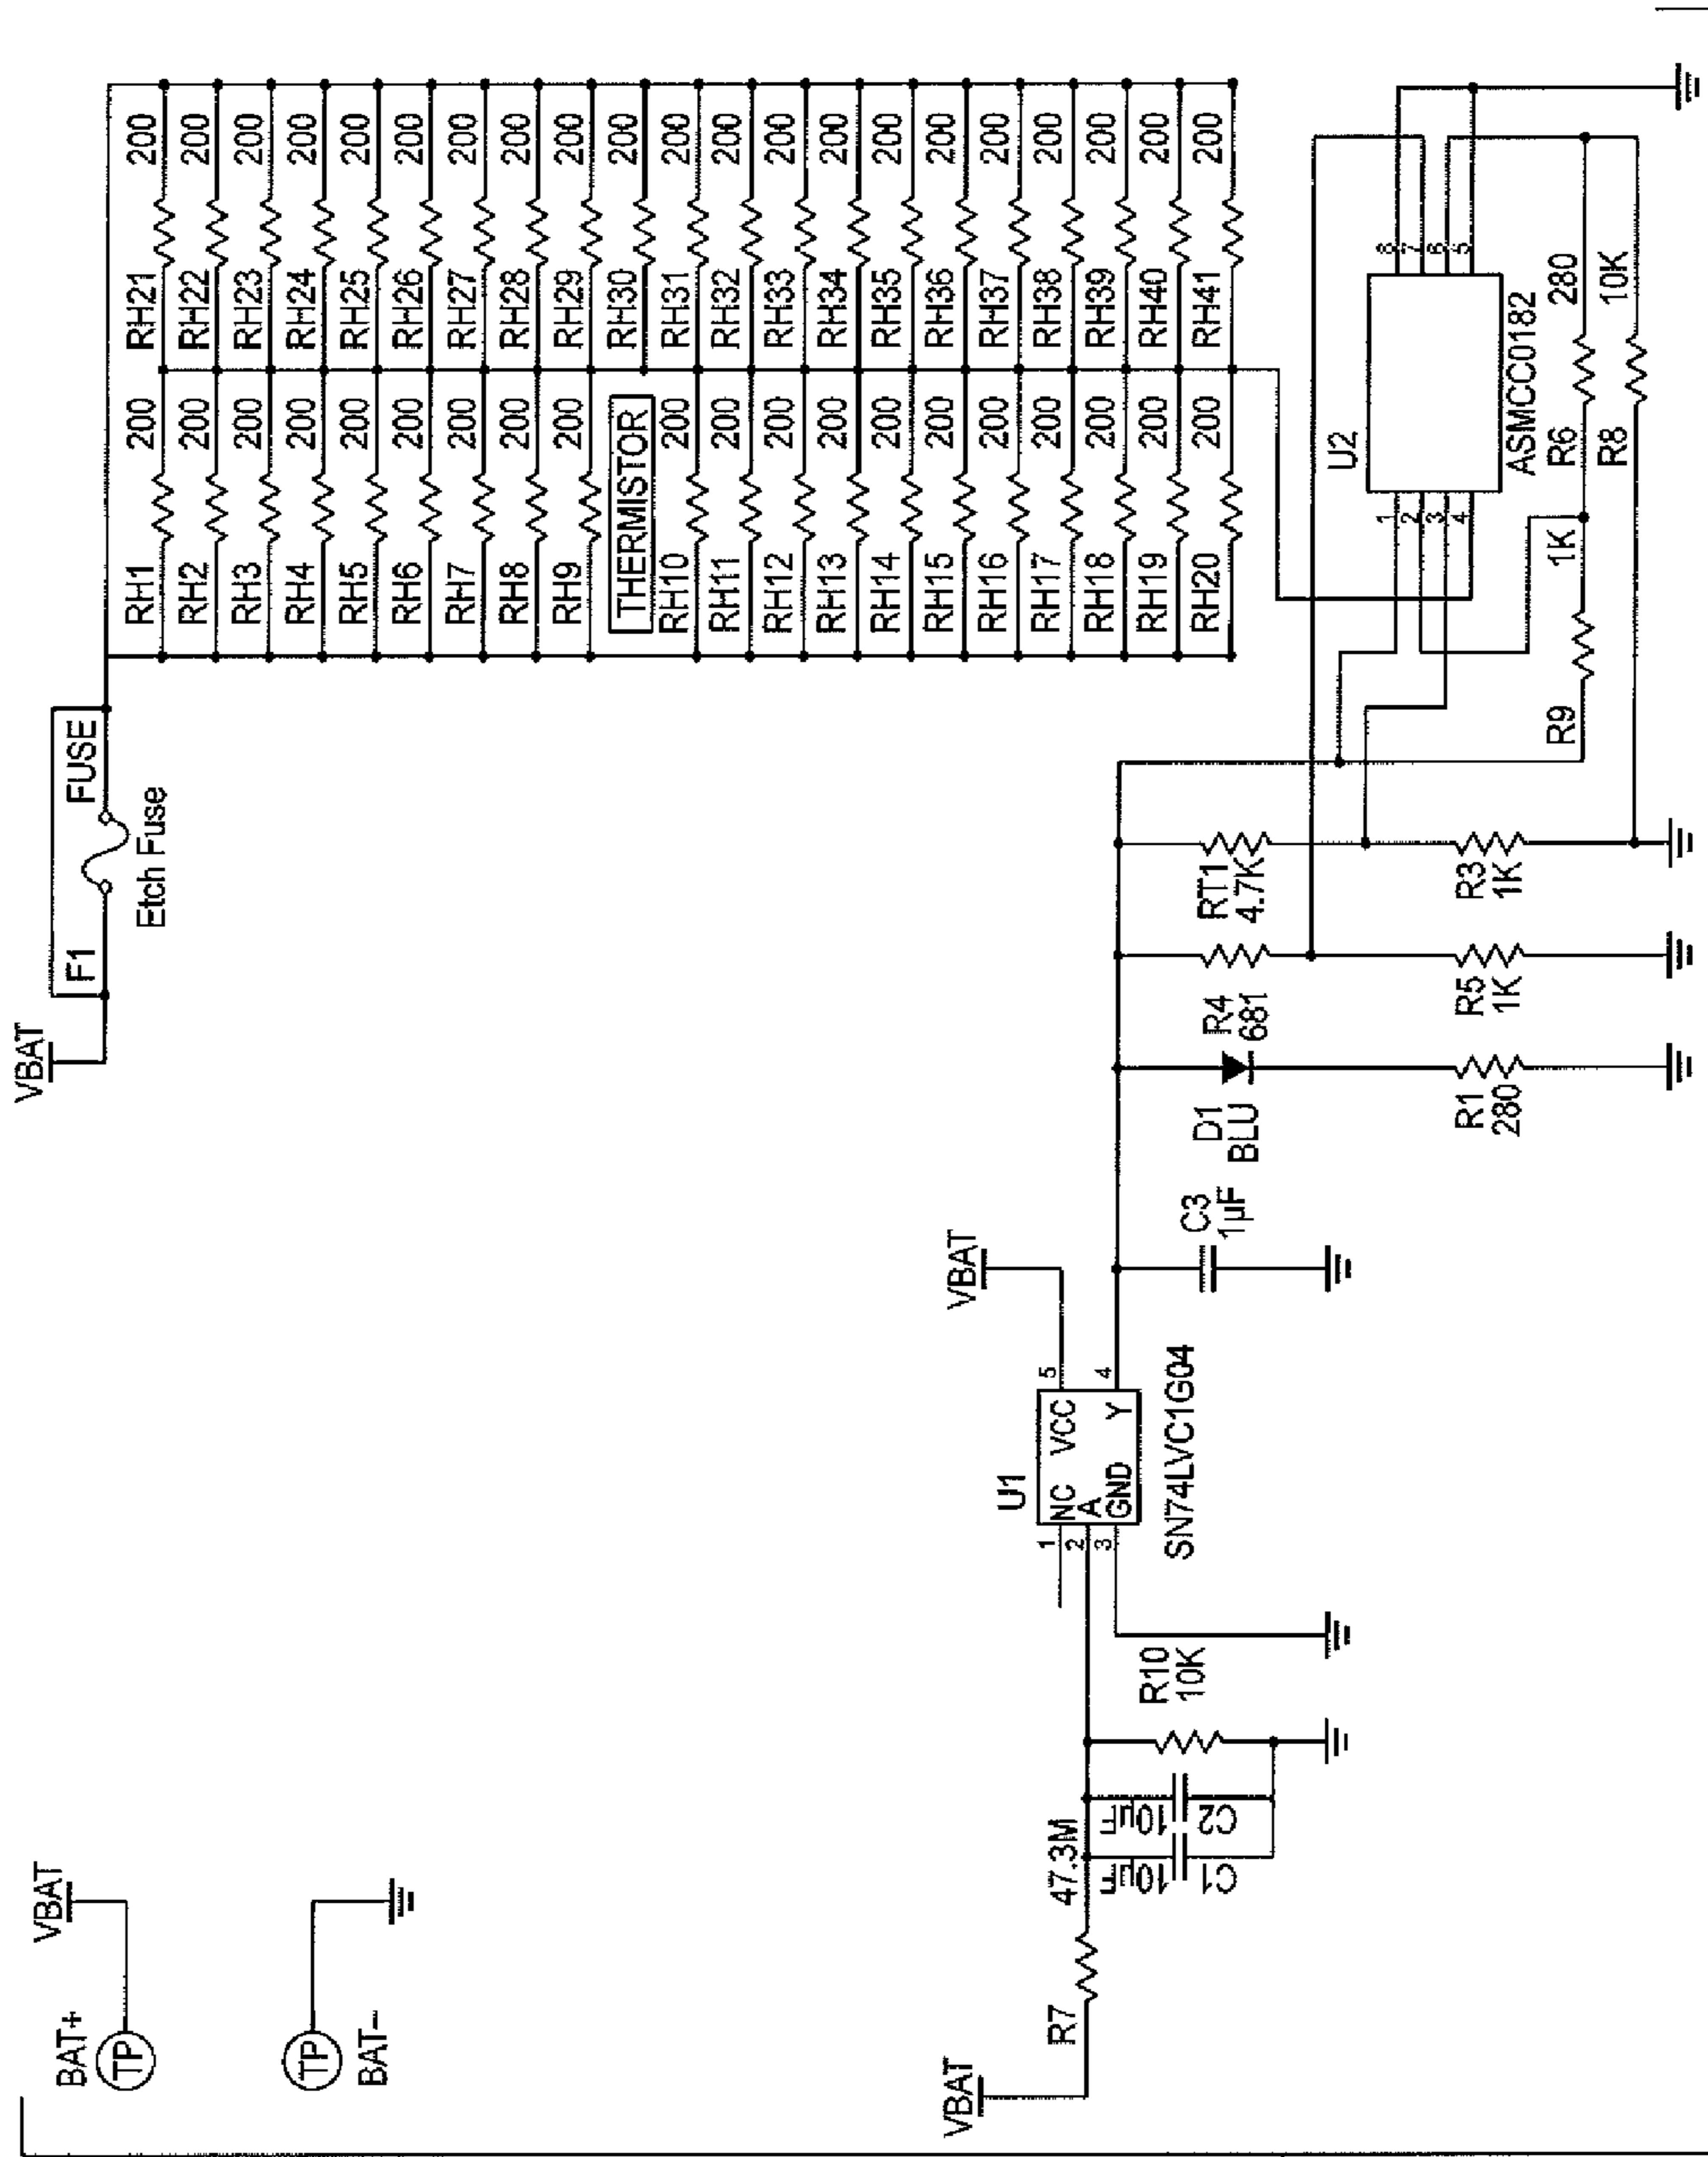 VBAT
F1
FUSE
Etch Fuse
RH1 200 RH21 200
RH2 200 RH22 200
RH3 200 RH23 200
RH4 200 RH24 200
RH5 200 RH25 200
RH6 200 RH26 200
RH7 200 RH27 200
RH8 200 RH28 200
RH9 200 RH29 200
THERMISTOR RH30 200
RH10 200 RH31 200
RH11 200 RH32 200
RH12 200 RH33 200
RH13 200 RH34 200
RH14 200 RH35 200
RH15 200 RH36 200
RH16 200 RH37 200
RH17 200 RH38 200
RH18 200 RH39 200
RH19 200 RH40 200
RH20 200 RH41 200
VBAT
BAT+
TP
TP
BAT-
VBAT
R7
47.3M
10µF
C1
10µF
C2
R10
10K
U1
1 NC VCC 5
2 A
3 GND Y 4
SN74LVC1G04
VBAT
C3
1µF
D1
BLU
R4
681
RT1
4.7K
R1
280
R5
1K
R3
1K
U2
1 8
2 7
3 6
4 5
ASMCC0182
R9 1K R6 280
R8 10K